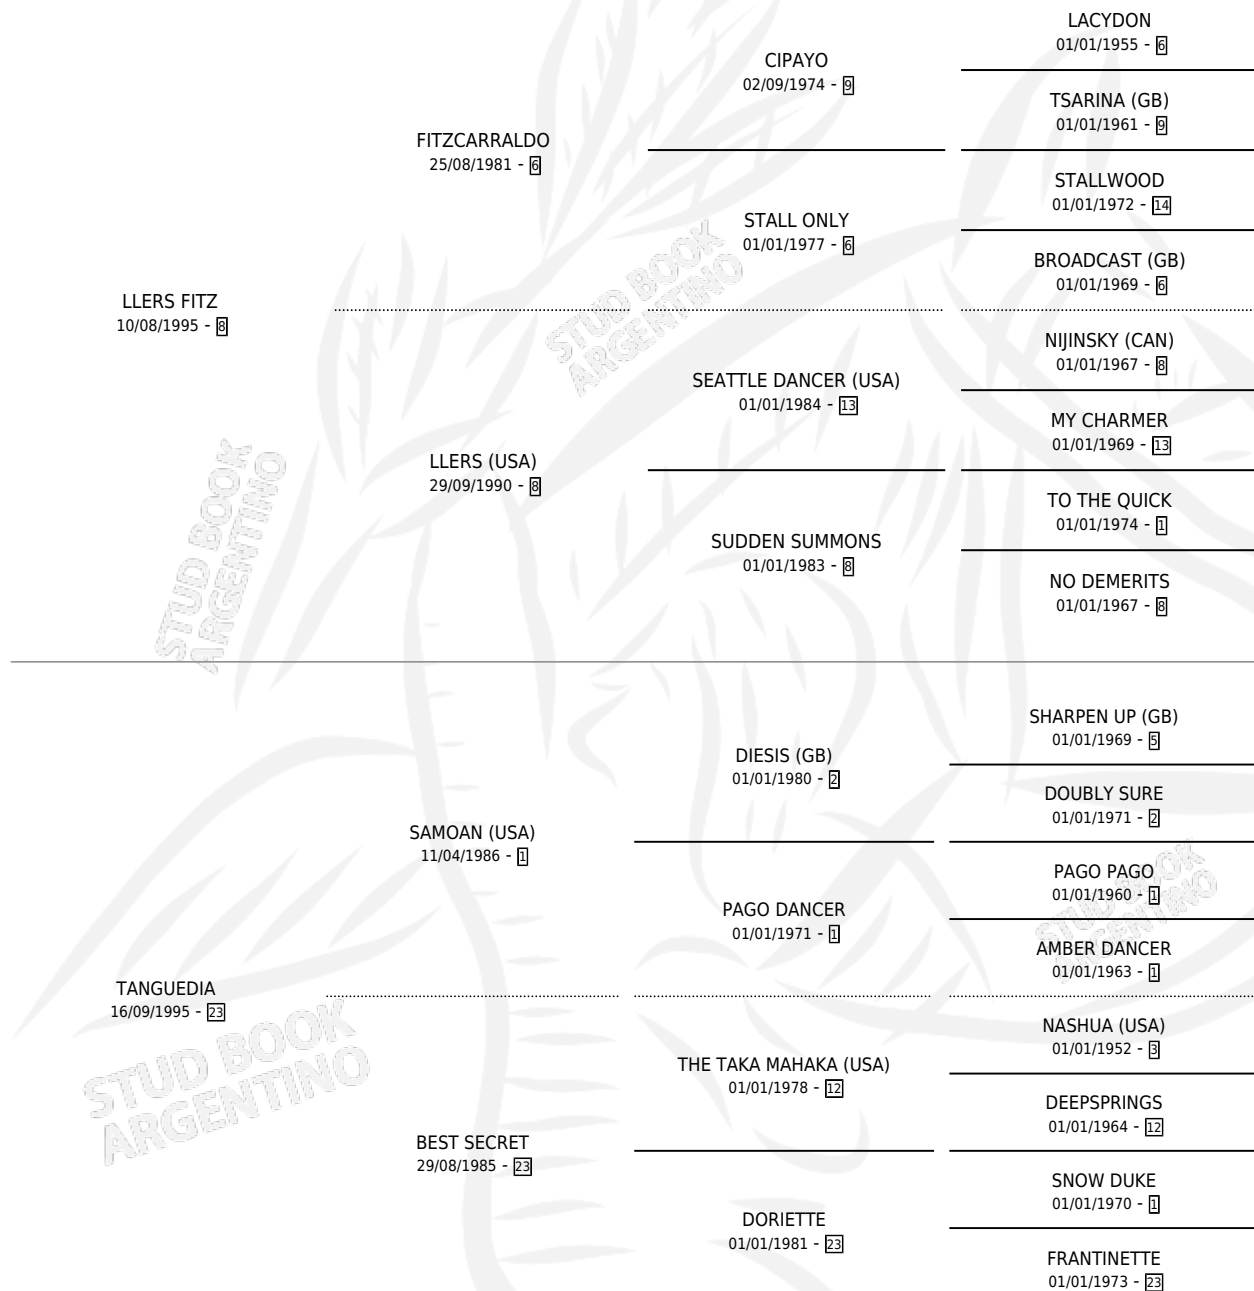 LACYDON
01/01/1955 - 6
CIPAYO
02/09/1974 - 9
TSARINA (GB)
01/01/1961 - 9
FITZCARRALDO
25/08/1981 - 6
STALLWOOD
01/01/1972 - 14
STALL ONLY
01/01/1977 - 6
BROADCAST (GB)
01/01/1969 - 6
LLERS FITZ
10/08/1995 - 8
STUD BOOK
ARGENTINO
NIJINSKY (CAN)
01/01/1967 - 8
SEATTLE DANCER (USA)
01/01/1984 - 13
MY CHARMER
01/01/1969 - 13
LLERS (USA)
29/09/1990 - 8
TO THE QUICK
01/01/1974 - 1
SUDDEN SUMMONS
01/01/1983 - 8
NO DEMERITS
01/01/1967 - 8
STUD BOOK
ARGENTINO
SHARPEN UP (GB)
01/01/1969 - 5
DIESIS (GB)
01/01/1980 - 2
DOUBLY SURE
01/01/1971 - 2
SAMOAN (USA)
11/04/1986 - 1
PAGO PAGO
01/01/1960 - 1
PAGO DANCER
01/01/1971 - 1
STUD BOOK
ARGENTINO
AMBER DANCER
01/01/1963 - 1
TANGUEDIA
16/09/1995 - 23
NASHUA (USA)
01/01/1952 - 3
THE TAKA MAHAKA (USA)
01/01/1978 - 12
STUD BOOK
ARGENTINO
DEEPSPRINGS
01/01/1964 - 12
BEST SECRET
29/08/1985 - 23
SNOW DUKE
01/01/1970 - 1
DORIETTE
01/01/1981 - 23
FRANTINETTE
01/01/1973 - 23